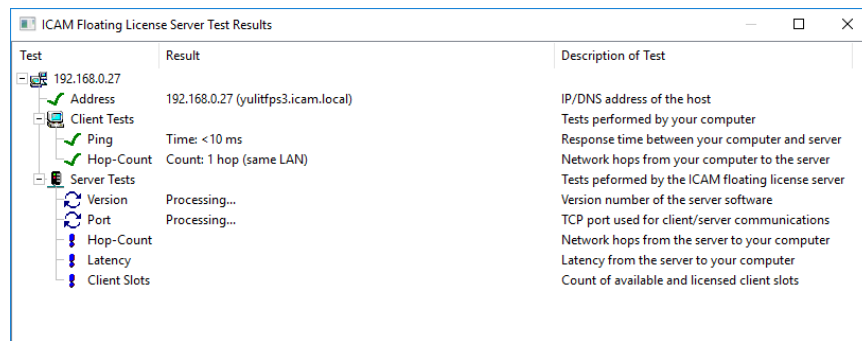 ICAM Floating License Server Test Results
Test Result Description of Test
192.168.0.27
Address 192.168.0.27 (yulitfps3.icam.local) IP/DNS address of the host
Client Tests Tests performed by your computer
Ping Time: <10 ms Response time between your computer and server
Hop-Count Count: 1 hop (same LAN) Network hops from your computer to the server
Server Tests Tests peformed by the ICAM floating license server
Version Processing... Version number of the server software
Port Processing... TCP port used for client/server communications
Hop-Count Network hops from the server to your computer
Latency Latency from the server to your computer
Client Slots Count of available and licensed client slots